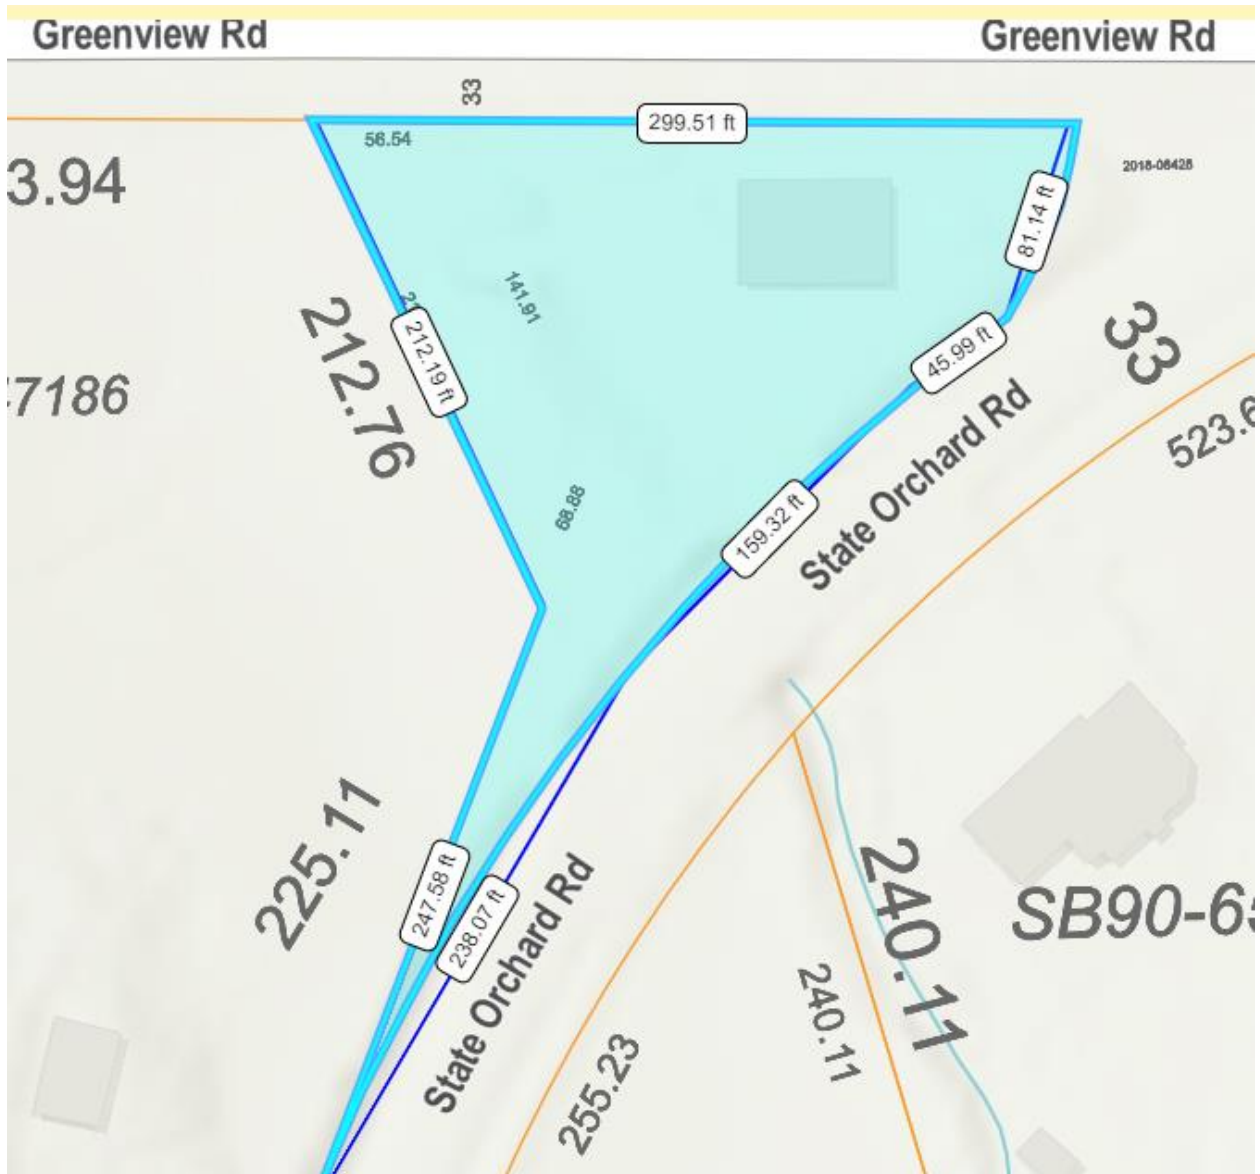 Greenview Rd
Greenview Rd
33
299.51 ft
56.54
2018-06428
3.94
81.14 ft
141.91
212.19 ft
212.76
33
45.99 ft
7186
523.6
State Orchard Rd
68.88
159.32 ft
225.11
247.58 ft
238.07 ft
State Orchard Rd
240.11
SB90-65
240.11
255.23